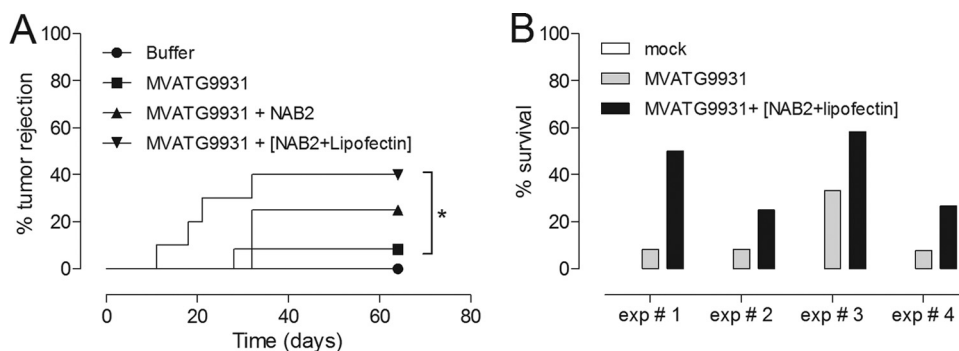 A
% tumor rejection
100
80
60
40
20
0
Buffer
MVATG9931
MVATG9931 + NAB2
MVATG9931 + [NAB2+Lipofectin]
*
0 20 40 60 80
Time (days)
B
% survival
100
80
60
40
20
0
mock
MVATG9931
MVATG9931+ [NAB2+lipofectin]
exp # 1 exp # 2 exp # 3 exp # 4